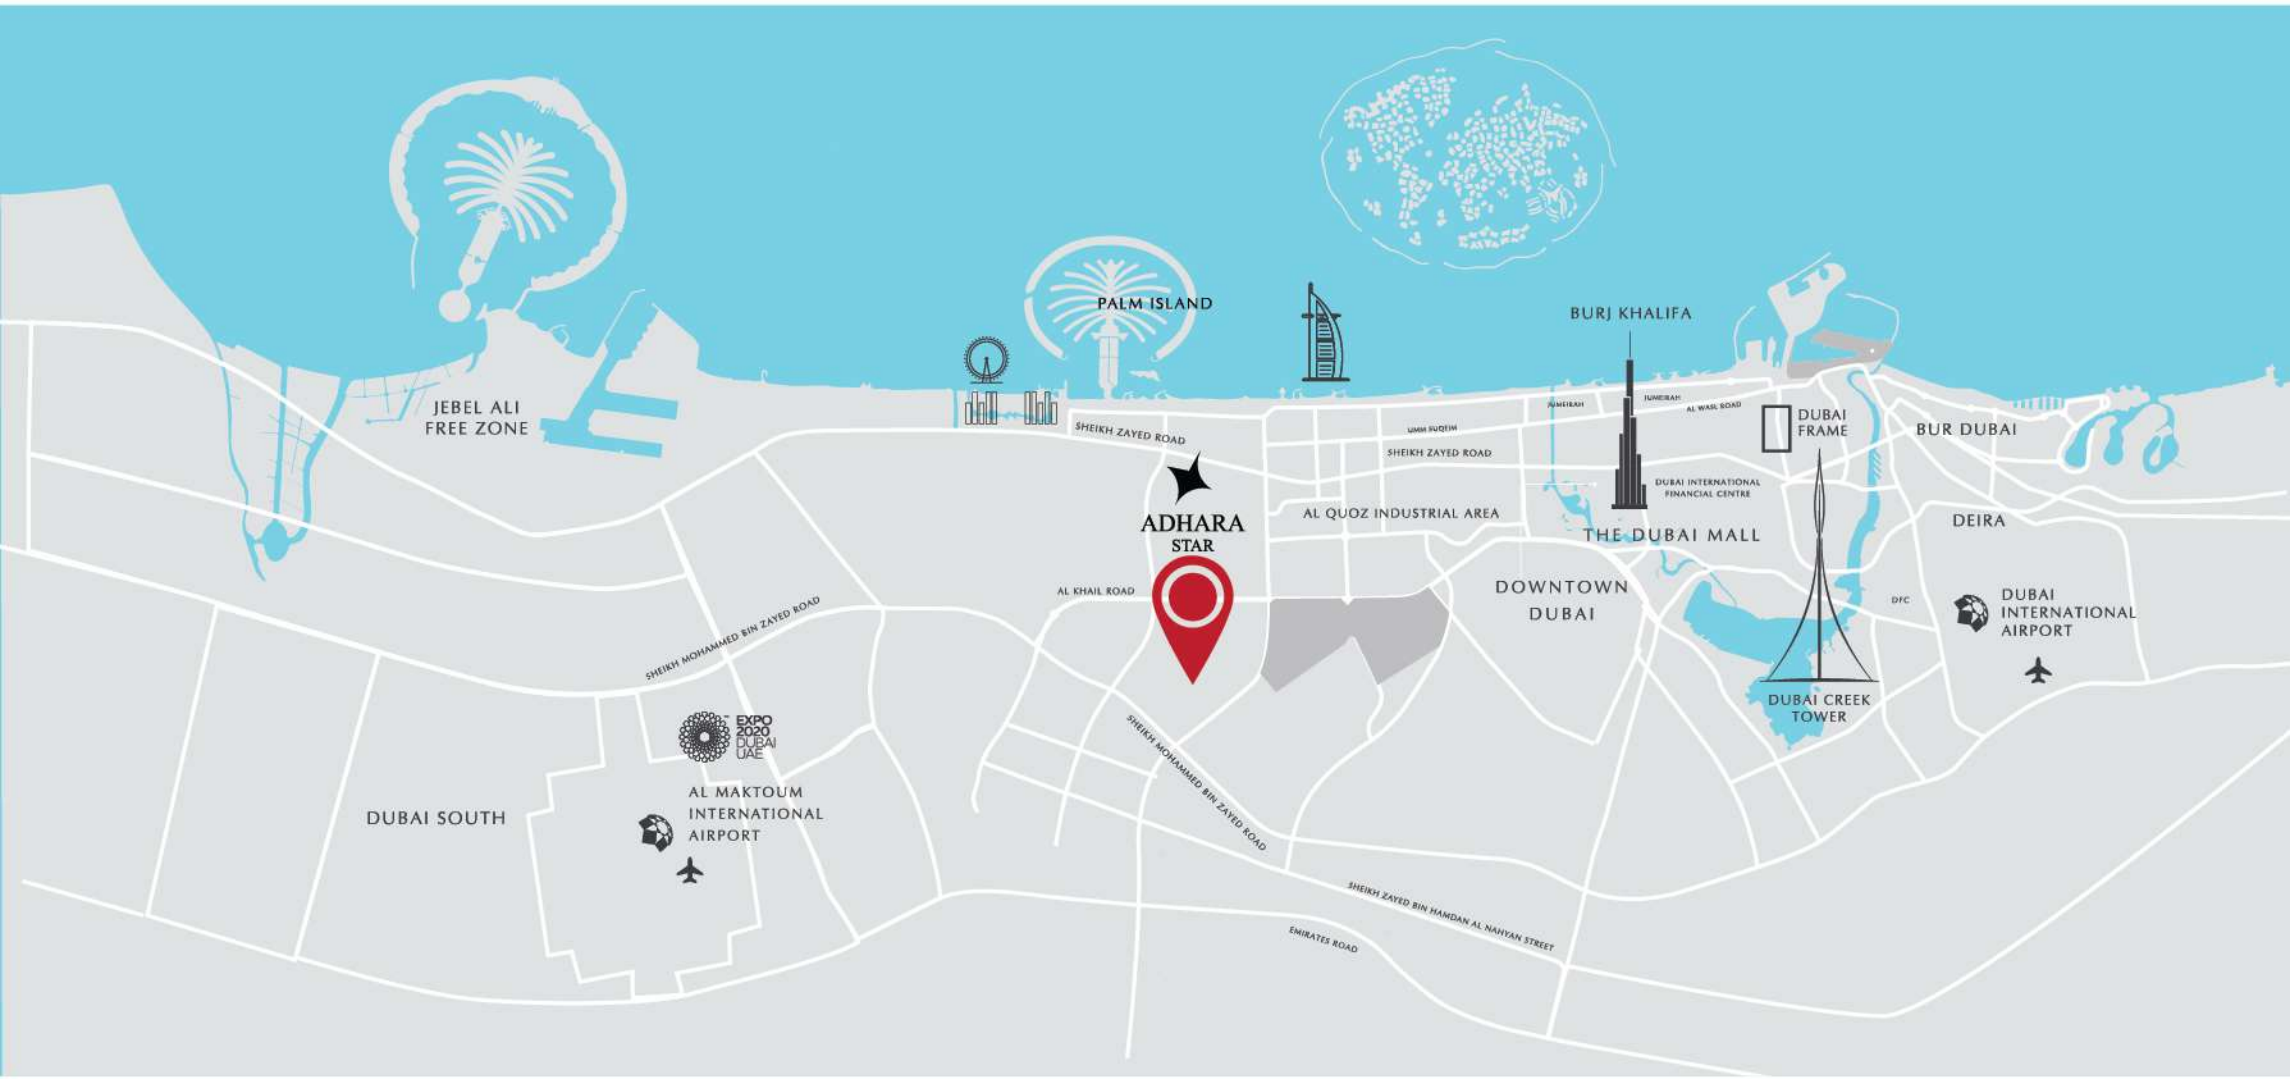 PALM ISLAND
BURJ KHALIFA
JEBEL ALI
FREE ZONE
SHEIKH ZAYED ROAD
JUMEIRAH
JUMEIRAH
AL WASL ROAD
UMM SUQEIM
SHEIKH ZAYED ROAD
DUBAI
FRAME
BUR DUBAI
DUBAI INTERNATIONAL
FINANCIAL CENTRE
ADHARA
STAR
AL QUOZ INDUSTRIAL AREA
THE DUBAI MALL
DEIRA
AL KHAIL ROAD
DOWNTOWN
DUBAI
DFC
DUBAI
INTERNATIONAL
AIRPORT
SHEIKH MOHAMMED BIN ZAYED ROAD
DUBAI CREEK
TOWER
EXPO
2020
DUBAI
UAE
SHEIKH MOHAMMED BIN ZAYED ROAD
DUBAI SOUTH
AL MAKTOUM
INTERNATIONAL
AIRPORT
SHEIKH ZAYED BIN HAMDAN AL NAHYAN STREET
EMIRATES ROAD